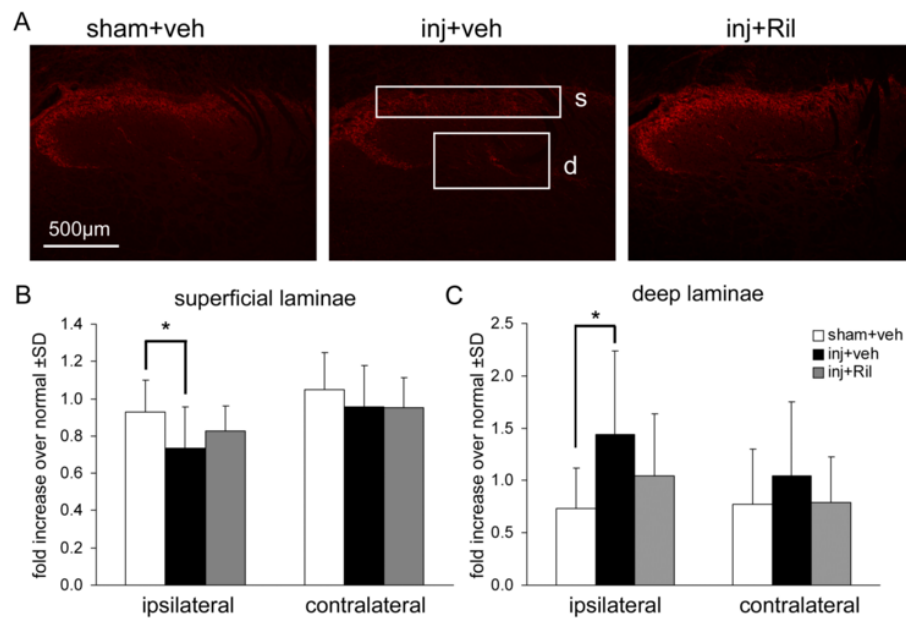 A
sham+veh
inj+veh
inj+Ril
s
d
500µm
B
superficial laminae
fold increase over normal ±SD
1.4
1.2
1.0
0.8
0.6
0.4
0.2
0.0
*
ipsilateral
contralateral
C
deep laminae
fold increase over normal ±SD
2.5
2.0
1.5
1.0
0.5
0.0
*
sham+veh
inj+veh
inj+Ril
ipsilateral
contralateral